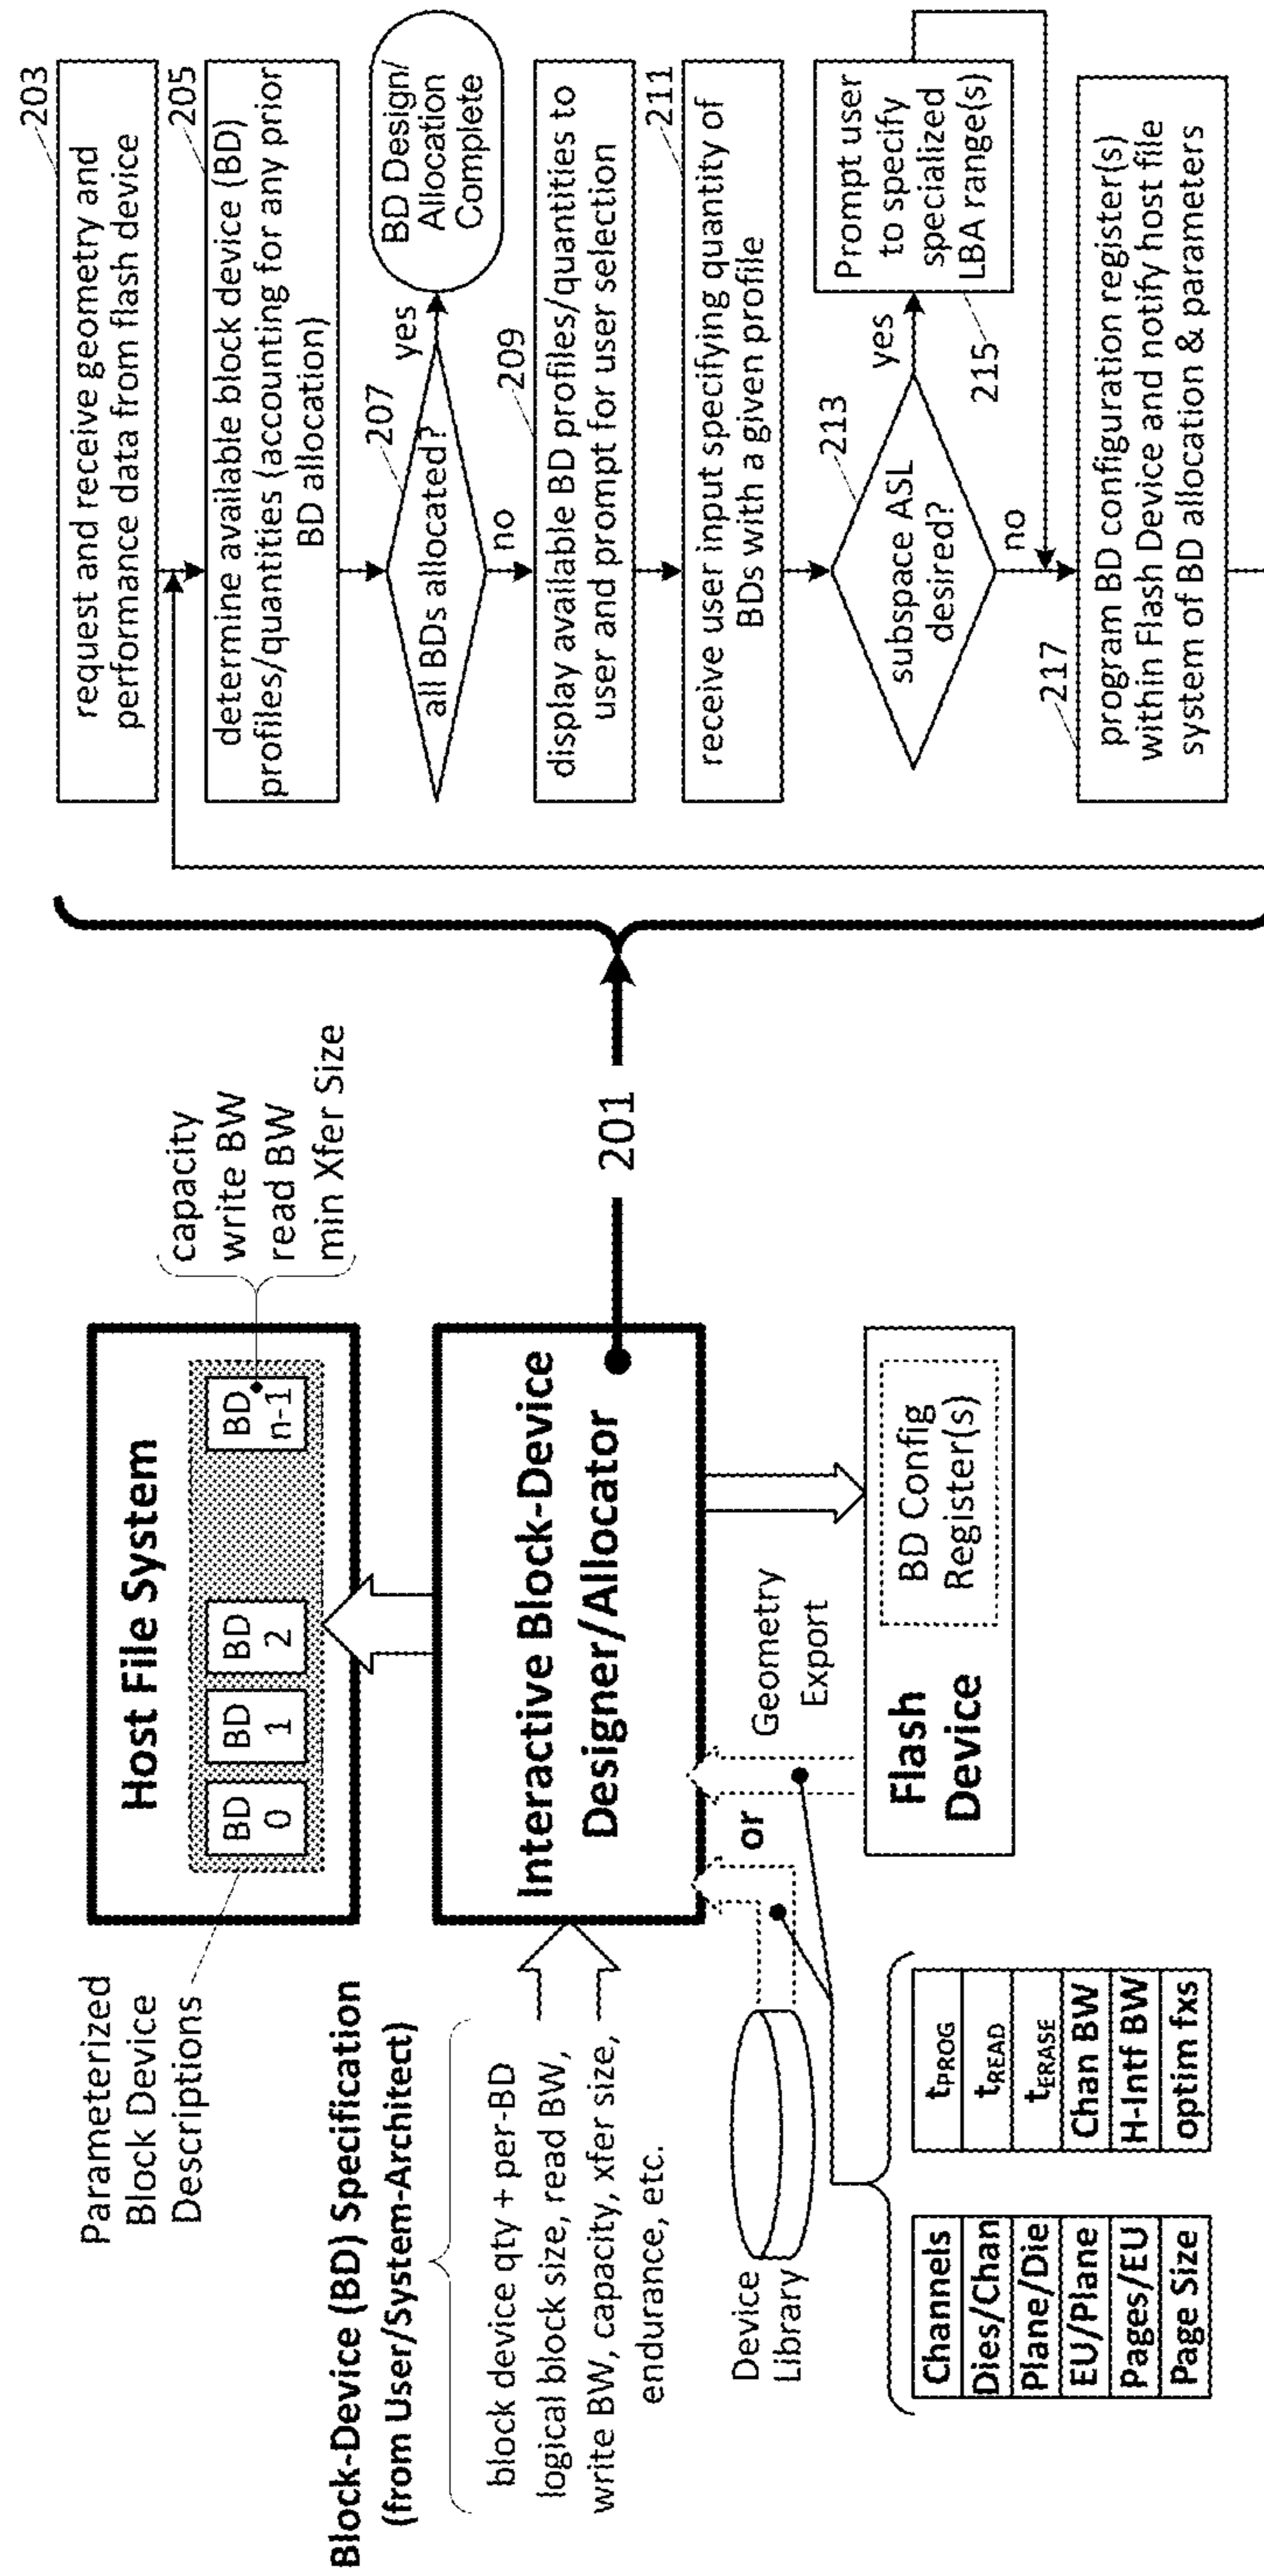 Parameterized
Block Device
Descriptions
Host File System
BD
0
BD
1
BD
2
BD
n-1
capacity
write BW
read BW
min Xfer Size
Block-Device (BD) Specification
(from User/System-Architect)
block device qty + per-BD
logical block size, read BW,
write BW, capacity, xfer size,
endurance, etc.
Interactive Block-Device
Designer/Allocator
201
Device
Library
or
Geometry
Export
Flash
Device
BD Config
Register(s)
Channels
Dies/Chan
Plane/Die
EU/Plane
Pages/EU
Page Size
tPROG
tREAD
tERASE
Chan BW
H-Intf BW
optim fxs
203
request and receive geometry and
performance data from flash device
205
determine available block device (BD)
profiles/quantities (accounting for any prior
BD allocation)
207
all BDs allocated?
yes
BD Design/
Allocation
Complete
no
209
display available BD profiles/quantities to
user and prompt for user selection
211
receive user input specifying quantity of
BDs with a given profile
213
subspace ASL
desired?
yes
Prompt user
to specify
specialized
LBA range(s)
215
no
217
program BD configuration register(s)
within Flash Device and notify host file
system of BD allocation & parameters